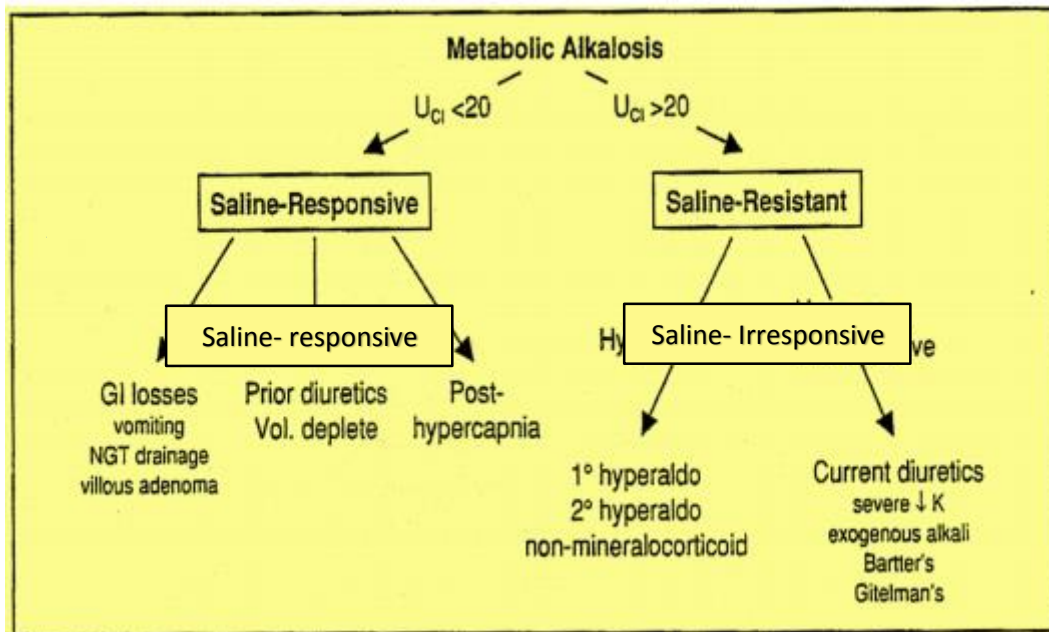 Metabolic Alkalosis
U_Cl <20
U_Cl >20
Saline-Responsive
Saline-Resistant
Saline- responsive
Saline- Irresponsive
GI losses
vomiting
NGT drainage
villous adenoma
Prior diuretics
Vol. deplete
Post-
hypercapnia
1° hyperaldo
2° hyperaldo
non-mineralocorticoid
Current diuretics
severe ↓ K
exogenous alkali
Bartter's
Gitelman's